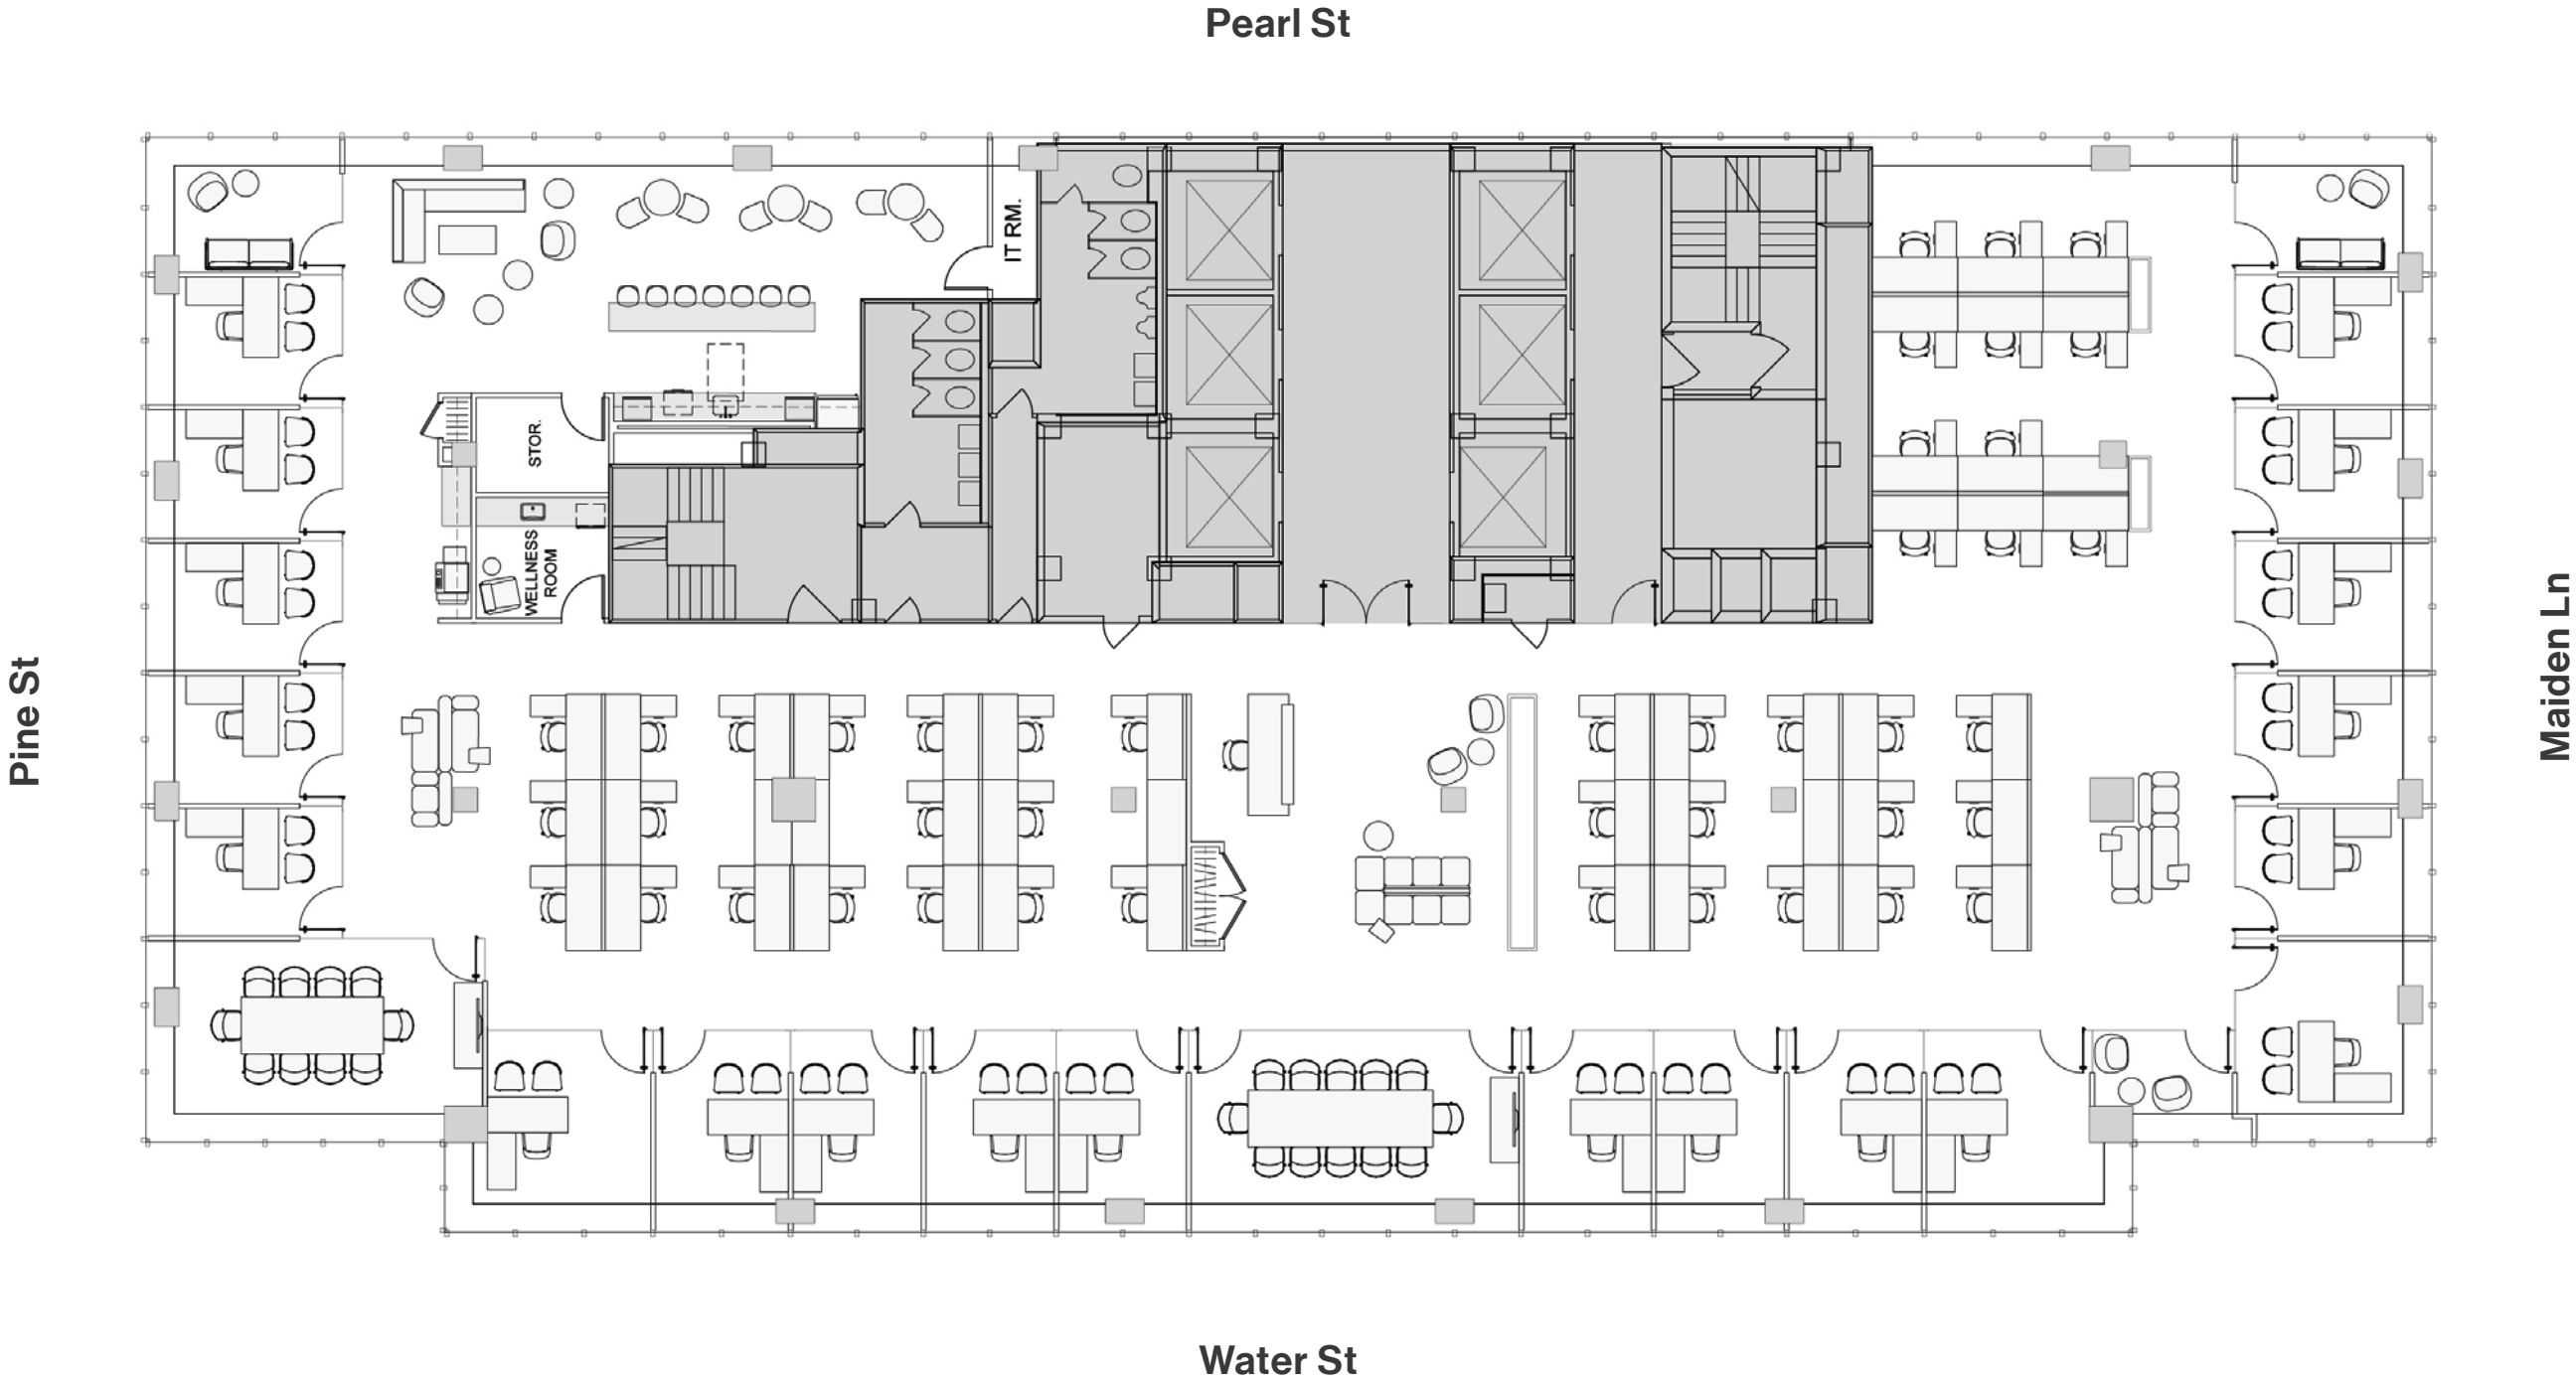 Pearl St
IT RM.
STOR.
WELLNESS
ROOM
Pine St
Maiden Ln
Water St